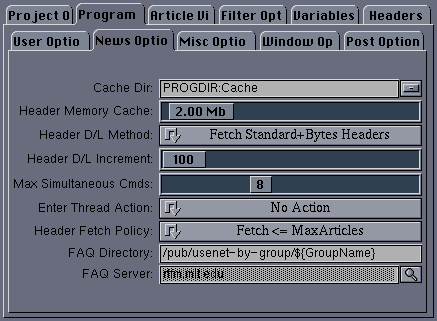 Project O Program Article Vi Filter Opt Variables Headers
User Optio News Optio Misc Optio Window Op Post Option
Cache Dir: PROGDIR:Cache
Header Memory Cache: 2.00 Mb
Header D/L Method: Fetch Standard+Bytes Headers
Header D/L Increment: 100
Max Simultaneous Cmds: 8
Enter Thread Action: No Action
Header Fetch Policy: Fetch <= MaxArticles
FAQ Directory: /pub/usenet-by-group/${GroupName}
FAQ Server: rtfm.mit.edu